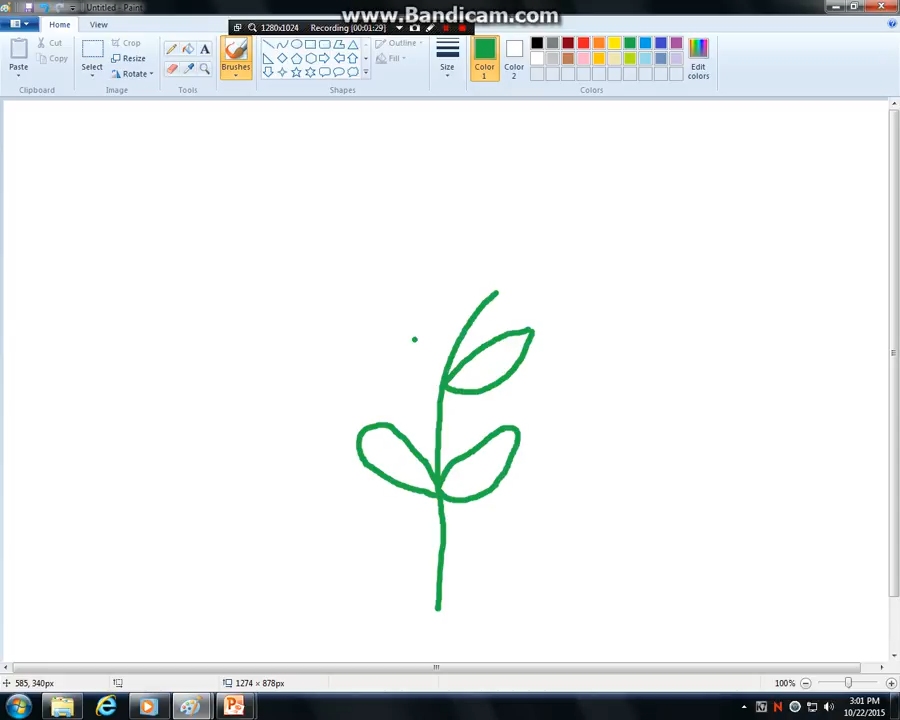 www.Bandicam.com
1280x1024 Recording [00:01:29]
Untitled - Paint
Home View
Paste
Cut
Copy
Clipboard
Select
Crop
Resize
Rotate
Image
A
Tools
Brushes
Shapes
Outline
Fill
Size
Color 1
Color 2
Colors
Edit colors
585, 340px
1274 × 878px
100%
3:01 PM
10/22/2015